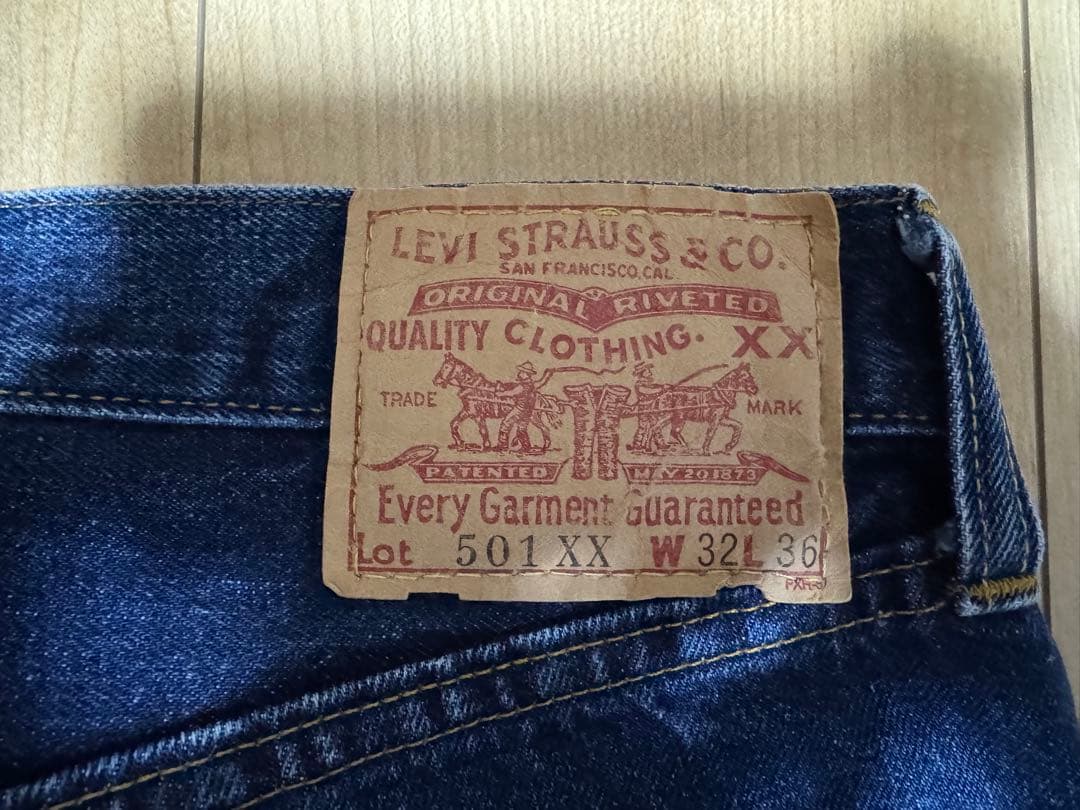 LEVI STRAUSS & CO.
SAN FRANCISCO, CAL
ORIGINAL RIVETED
QUALITY CLOTHING. XX
TRADE MARK
PATENTED MAY 20 1873
Every Garment Guaranteed
Lot 501 XX W 32 L 36